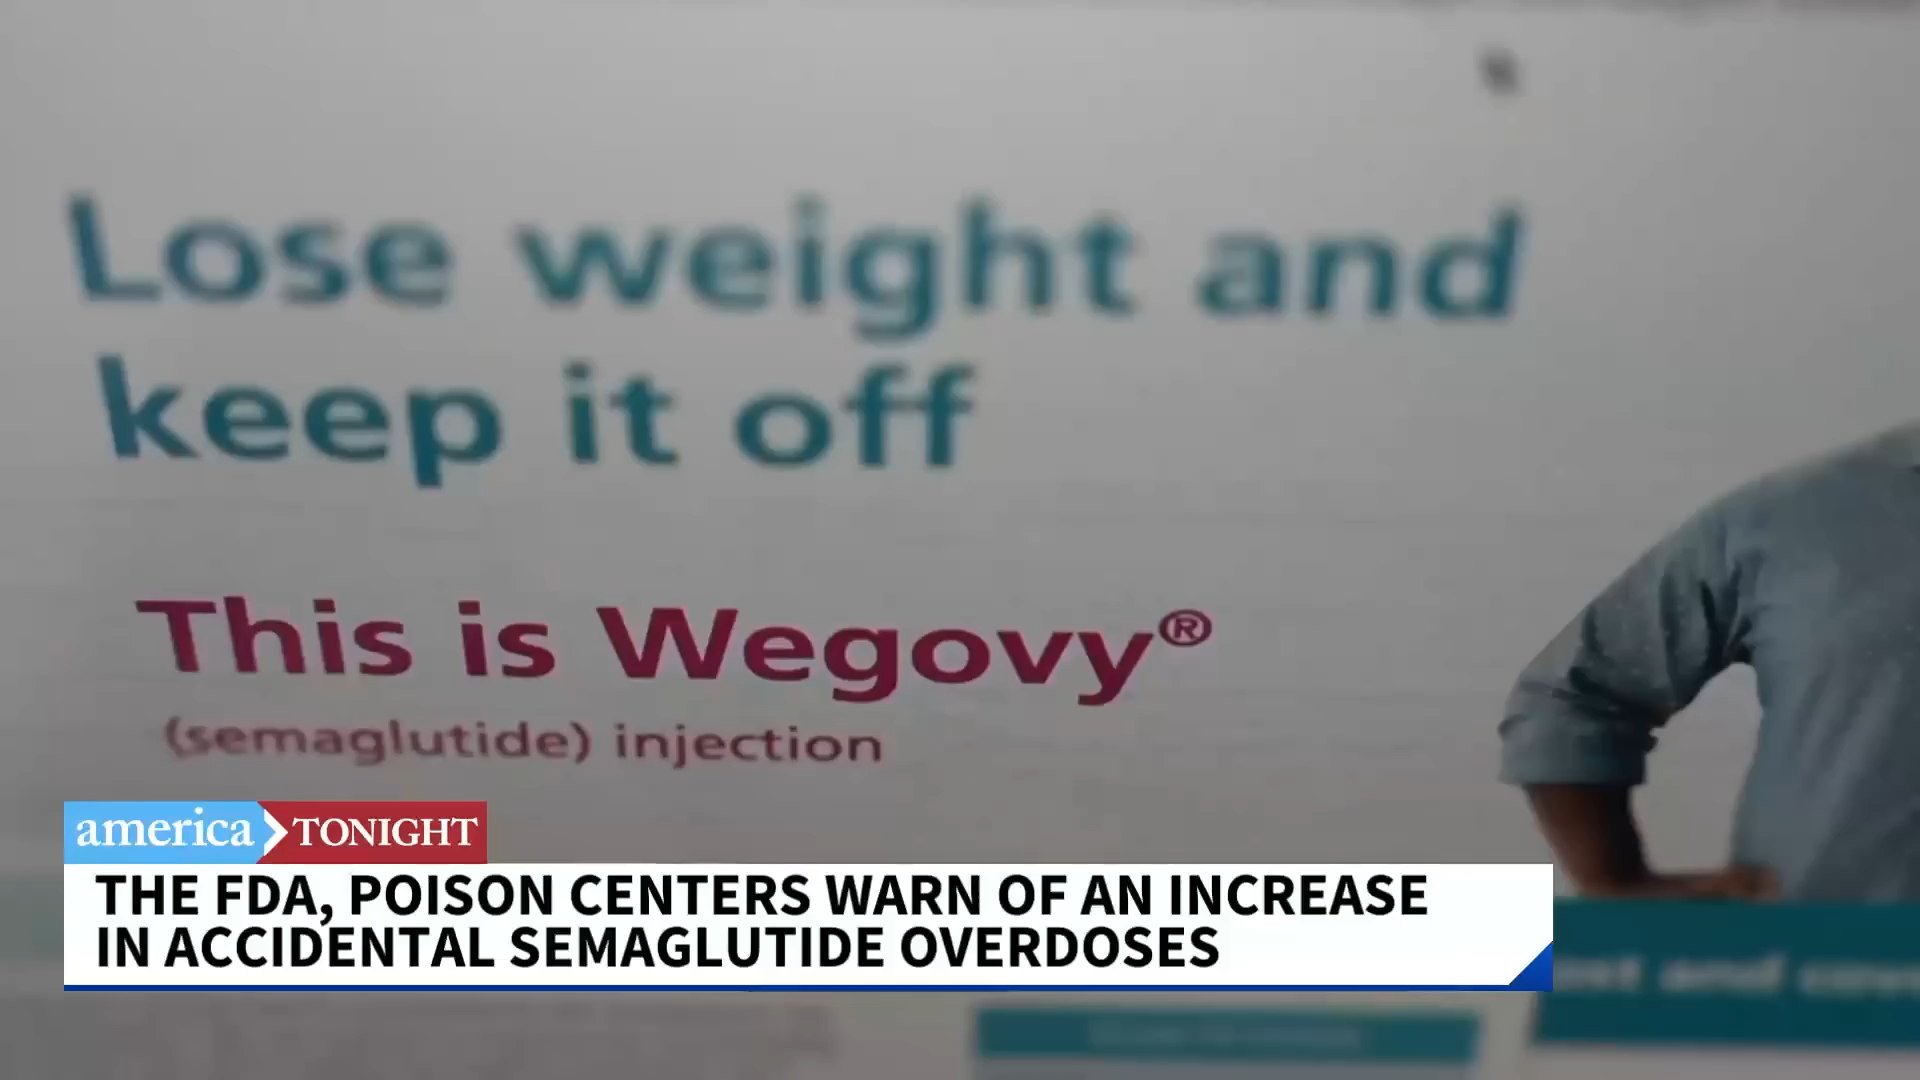 Lose weight and
keep it off
This is Wegovy®
(semaglutide) injection
america TONIGHT
THE FDA, POISON CENTERS WARN OF AN INCREASE
IN ACCIDENTAL SEMAGLUTIDE OVERDOSES
and